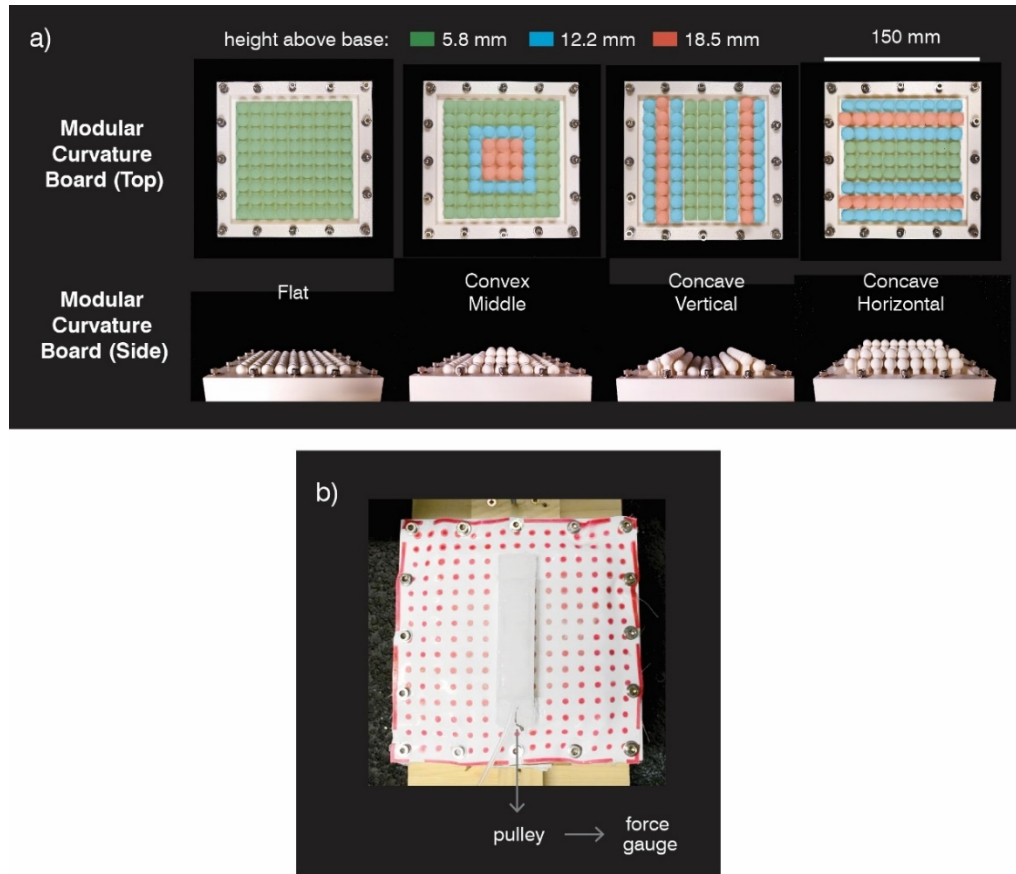 a)
height above base: 5.8 mm 12.2 mm 18.5 mm
150 mm
Modular
Curvature
Board (Top)
Flat
Convex
Middle
Concave
Vertical
Concave
Horizontal
Modular
Curvature
Board (Side)
b)
pulley
force
gauge